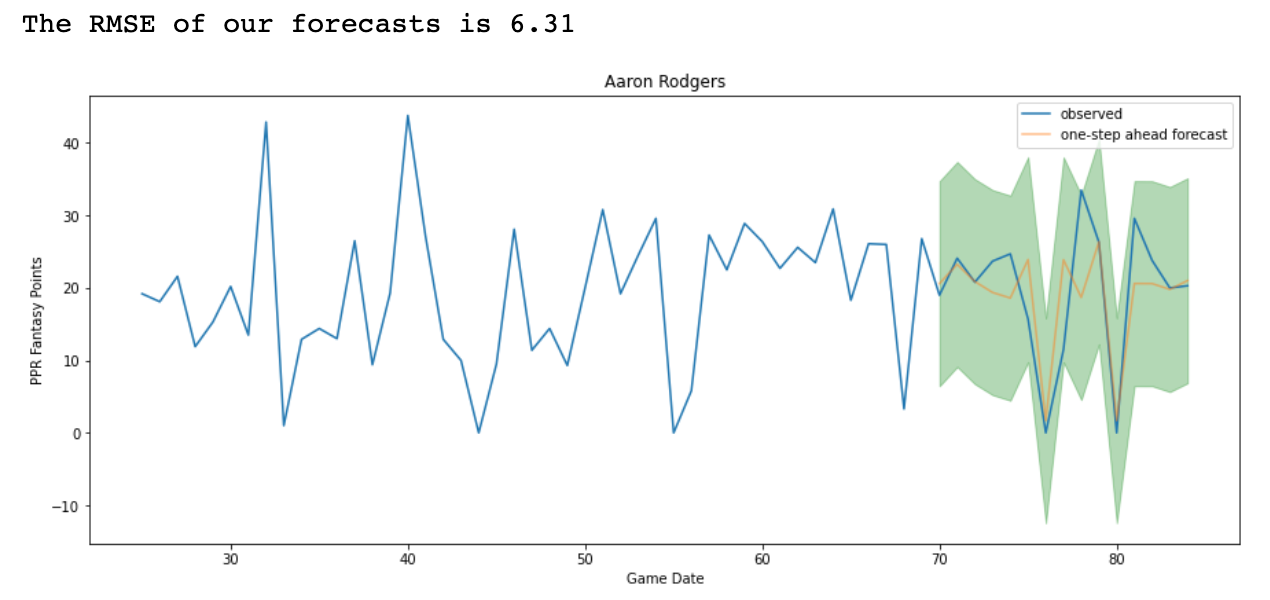 The RMSE of our forecasts is 6.31
Aaron Rodgers
observed
one-step ahead forecast
PPR Fantasy Points
40
30
20
10
0
−10
30 40 50 60 70 80
Game Date